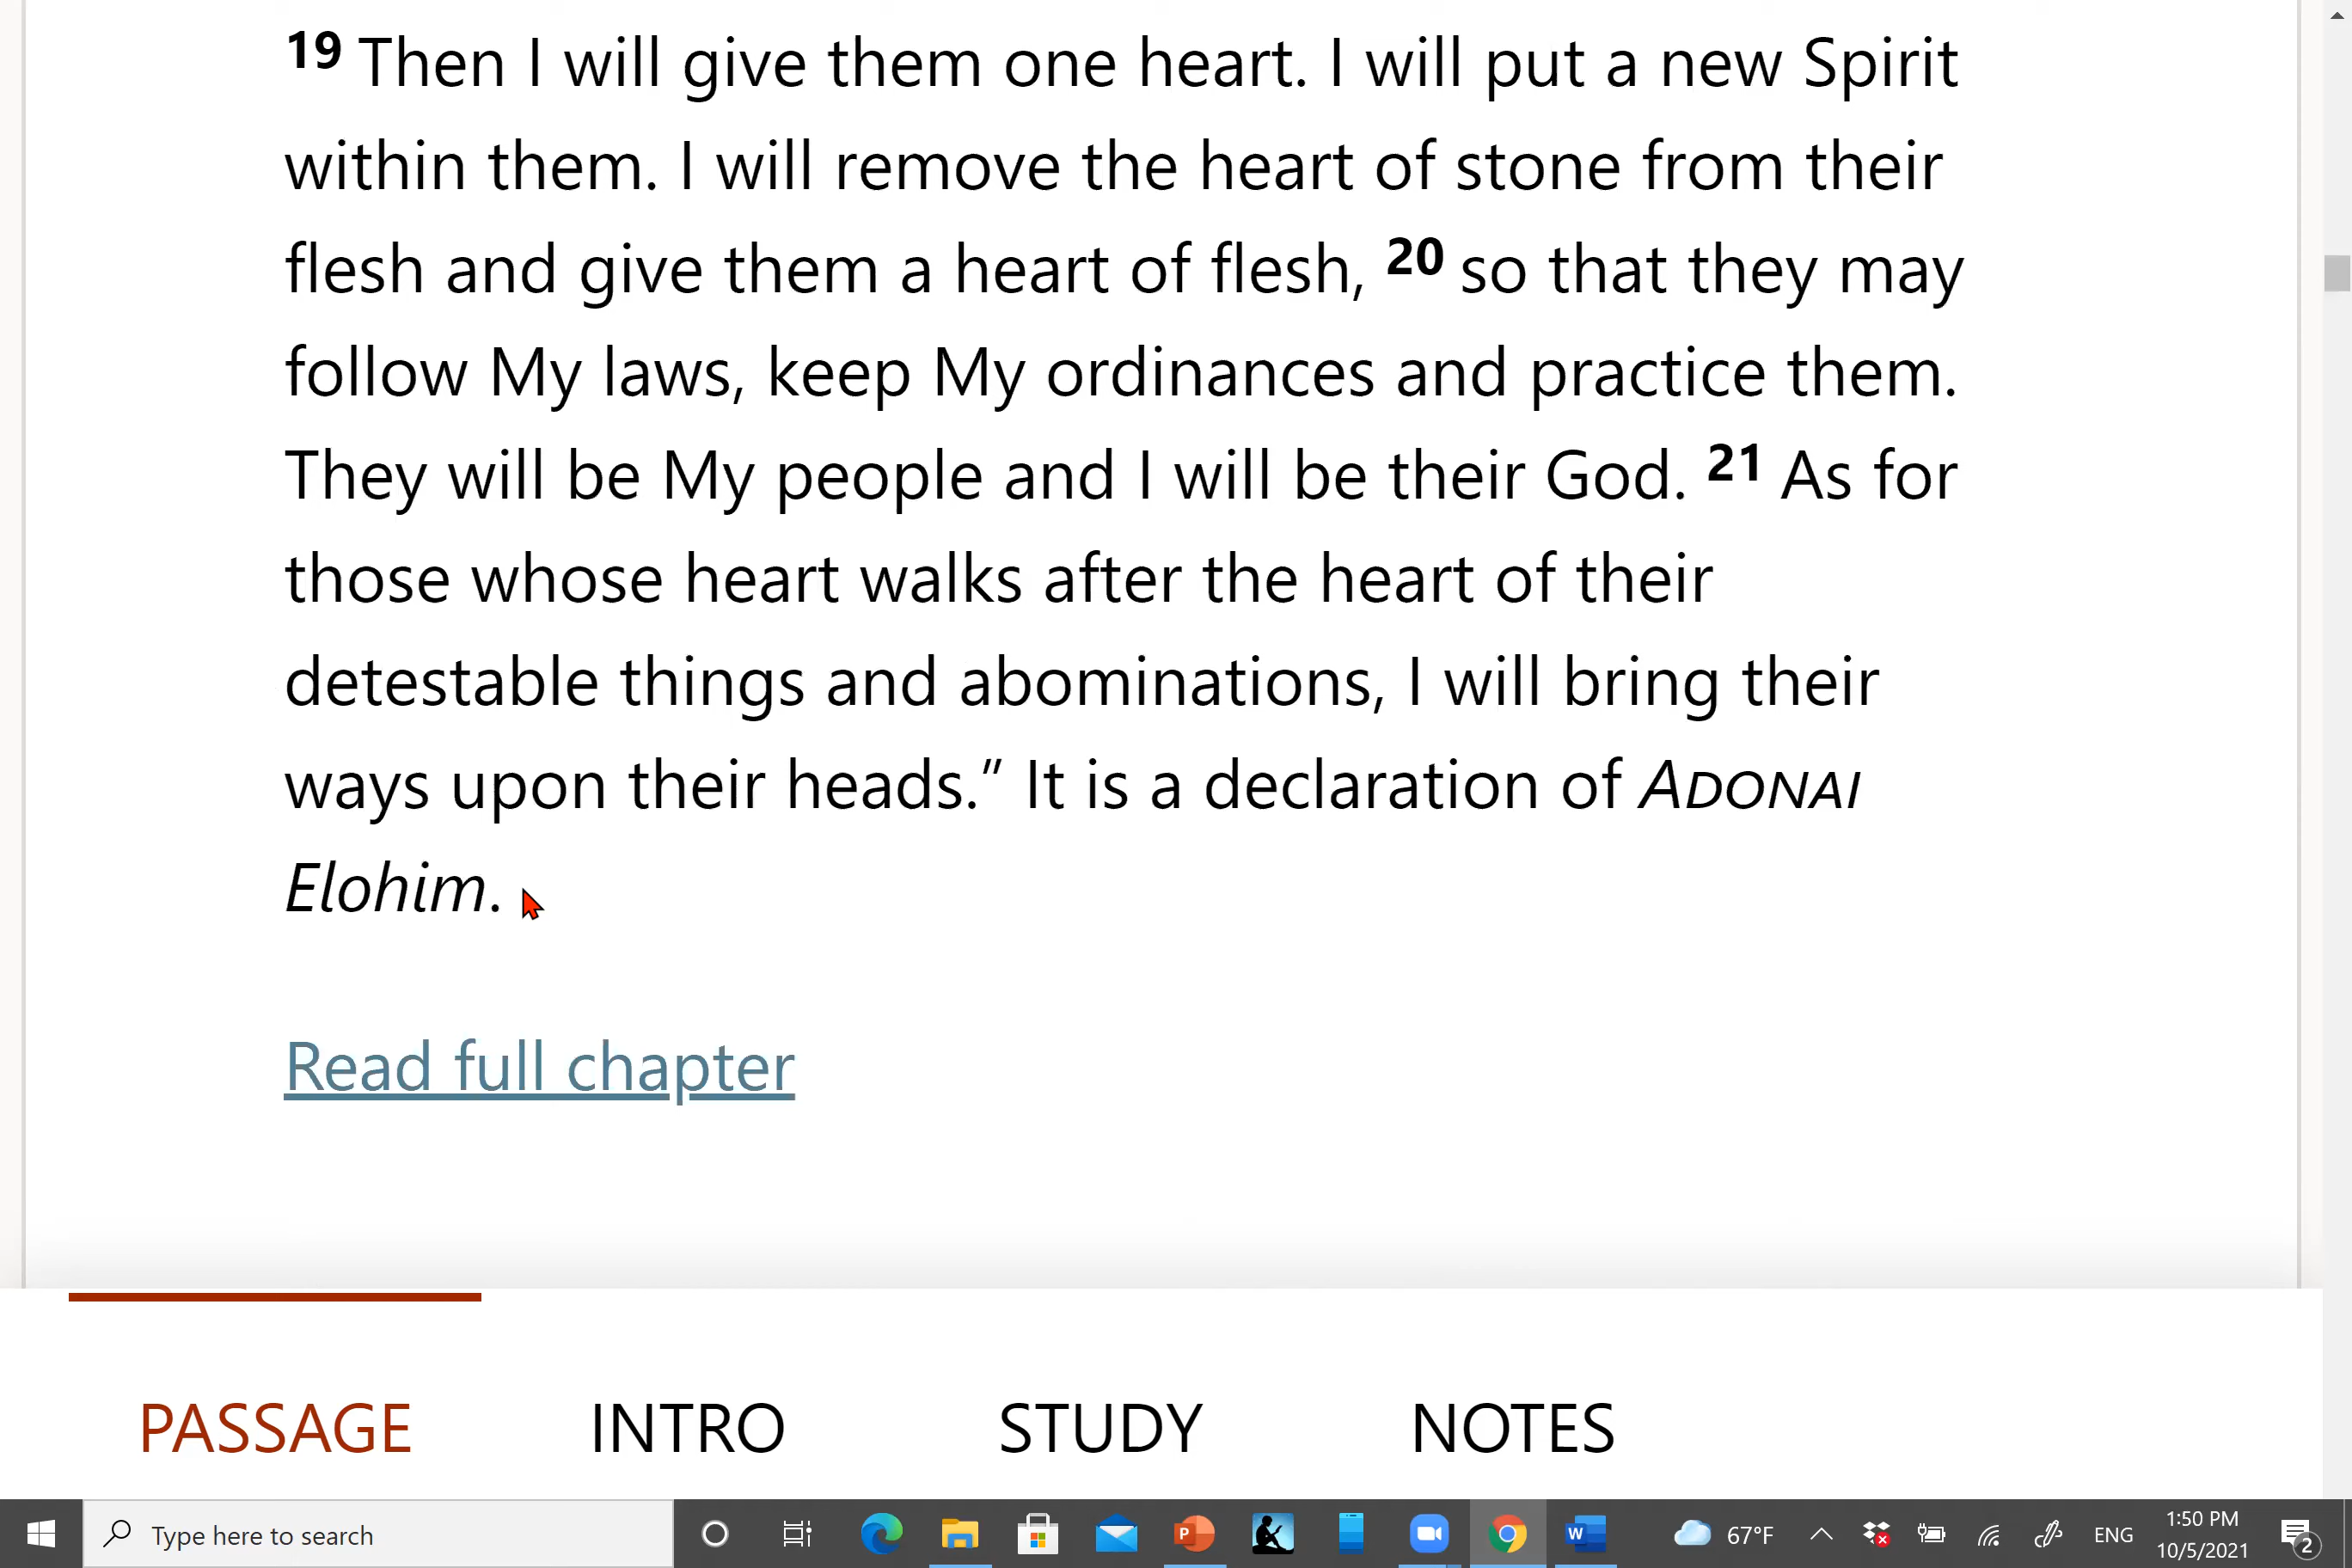 19 Then I will give them one heart. I will put a new Spirit
within them. I will remove the heart of stone from their
flesh and give them a heart of flesh, 20 so that they may
follow My laws, keep My ordinances and practice them.
They will be My people and I will be their God. 21 As for
those whose heart walks after the heart of their
detestable things and abominations, I will bring their
ways upon their heads.” It is a declaration of ADONAI
Elohim.
Read full chapter
PASSAGE INTRO STUDY NOTES
Type here to search
P
W
67°F
ENG
1:50 PM
10/5/2021
2